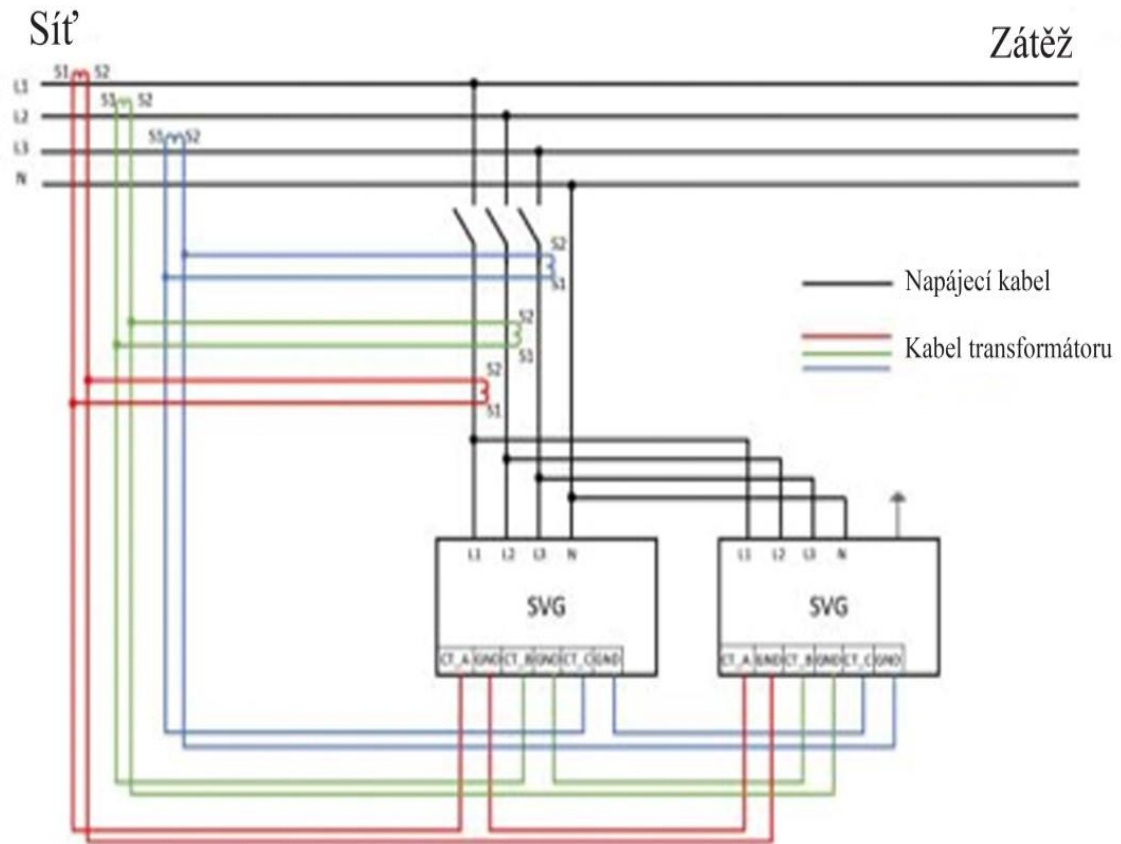 Síť
Zátěž
S1 S2
L1
S1 S2
L2
S1 S2
L3
N
S2
S1
Napájecí kabel
S2
S1
Kabel transformátoru
S2
S1
L1 L2 L3 N
L1 L2 L3 N
SVG
SVG
CT_A GND CT_B GND CT_C GND
CT_A GND CT_B GND CT_C GND